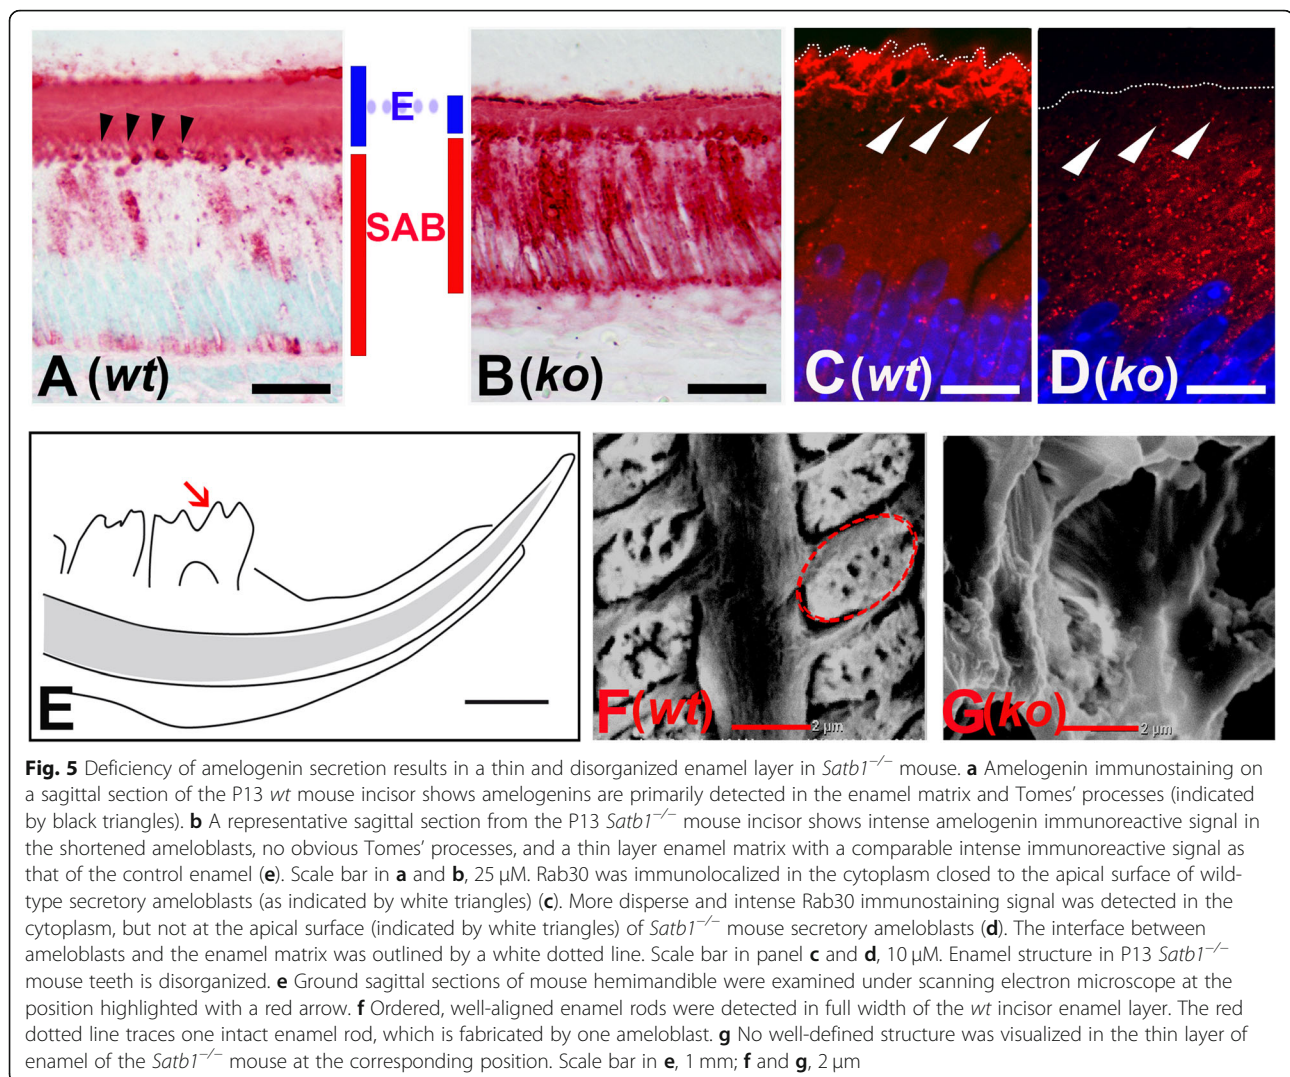 A (wt)
E
SAB
B (ko)
C (wt)
D (ko)
E
F (wt)
2 μm
G (ko)
2 μm
Fig. 5 Deficiency of amelogenin secretion results in a thin and disorganized enamel layer in Satb1−/− mouse. a Amelogenin immunostaining on
a sagittal section of the P13 wt mouse incisor shows amelogenins are primarily detected in the enamel matrix and Tomes’ processes (indicated
by black triangles). b A representative sagittal section from the P13 Satb1−/− mouse incisor shows intense amelogenin immunoreactive signal in
the shortened ameloblasts, no obvious Tomes’ processes, and a thin layer enamel matrix with a comparable intense immunoreactive signal as
that of the control enamel (e). Scale bar in a and b, 25 μM. Rab30 was immunolocalized in the cytoplasm closed to the apical surface of wild-
type secretory ameloblasts (as indicated by white triangles) (c). More disperse and intense Rab30 immunostaining signal was detected in the
cytoplasm, but not at the apical surface (indicated by white triangles) of Satb1−/− mouse secretory ameloblasts (d). The interface between
ameloblasts and the enamel matrix was outlined by a white dotted line. Scale bar in panel c and d, 10 μM. Enamel structure in P13 Satb1−/−
mouse teeth is disorganized. e Ground sagittal sections of mouse hemimandible were examined under scanning electron microscope at the
position highlighted with a red arrow. f Ordered, well-aligned enamel rods were detected in full width of the wt incisor enamel layer. The red
dotted line traces one intact enamel rod, which is fabricated by one ameloblast. g No well-defined structure was visualized in the thin layer of
enamel of the Satb1−/− mouse at the corresponding position. Scale bar in e, 1 mm; f and g, 2 μm